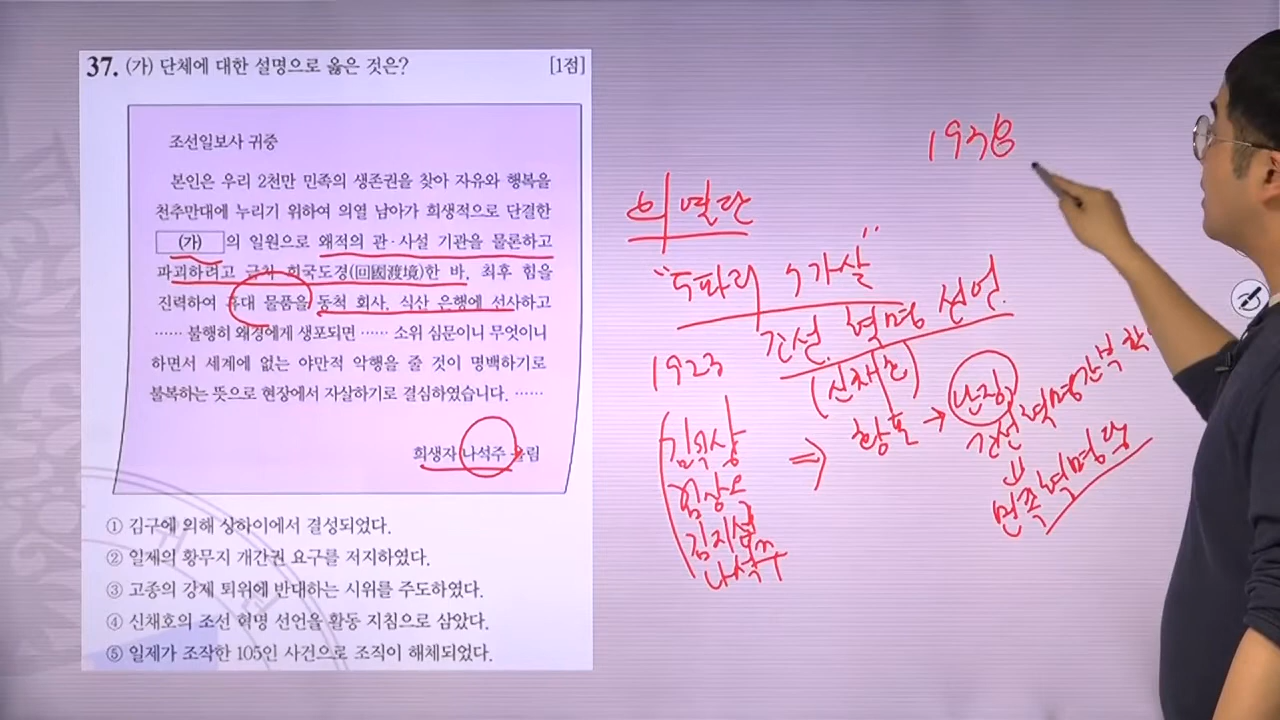 37. (가) 단체에 대한 설명으로 옳은 것은? [1점]
조선일보사 귀중
본인은 우리 2천만 민족의 생존권을 찾아 자유와 행복을
천추만대에 누리기 위하여 의열 남아가 희생적으로 단결한
(가) 의 일원으로 왜적의 관·사설 기관을 물론하고
파괴하려고 금차 회국도경(回國渡境)한 바, 최후 힘을
진력하여 휴대 물품을 동척 회사, 식산 은행에 선사하고
…… 불행히 왜경에게 생포되면 …… 소위 심문이니 무엇이니
하면서 세계에 없는 야만적 악행을 줄 것이 명백하기로
불복하는 뜻으로 현장에서 자살하기로 결심하였습니다. ……
희생자 나석주 올림
① 김구에 의해 상하이에서 결성되었다.
② 일제의 황무지 개간권 요구를 저지하였다.
③ 고종의 강제 퇴위에 반대하는 시위를 주도하였다.
④ 신채호의 조선 혁명 선언을 활동 지침으로 삼았다.
⑤ 일제가 조작한 105인 사건으로 조직이 해체되었다.
1938
의열단
"5파괴 7가살"
1923 조선 혁명 선언
(신채호)
김익상
김상옥
김지섭
나석주
⇒ 황포 → 난징
조선 혁명 간부 학
민족혁명당